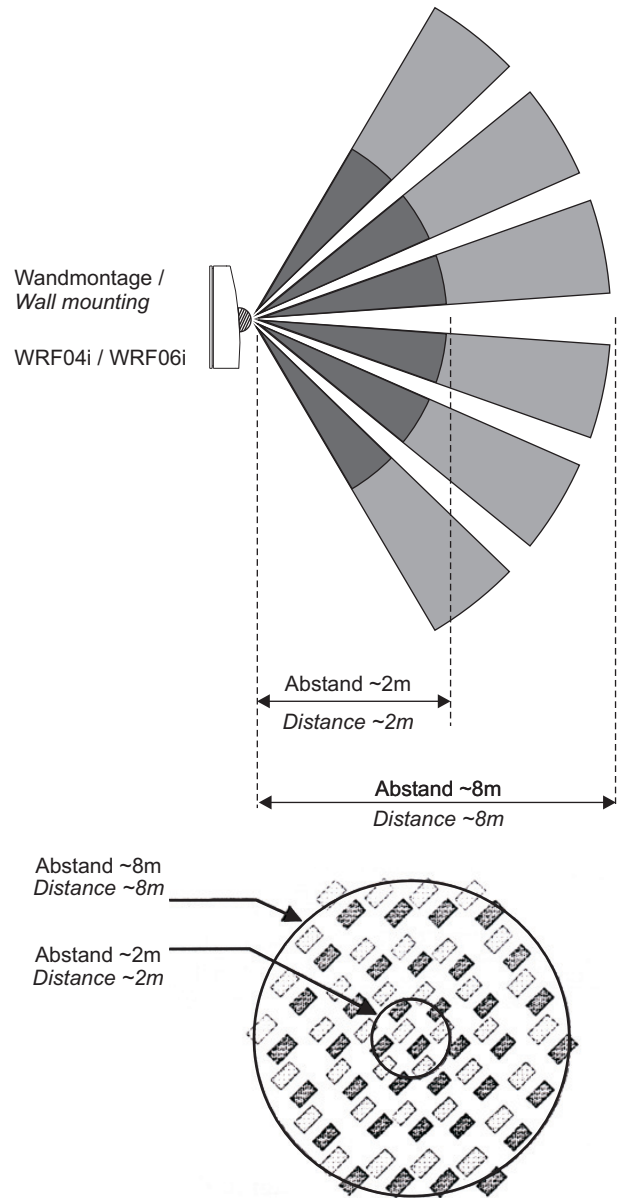 Wandmontage /
Wall mounting
WRF04i / WRF06i
Abstand ~2m
Distance ~2m
Abstand ~8m
Distance ~8m
Abstand ~8m
Distance ~8m
Abstand ~2m
Distance ~2m